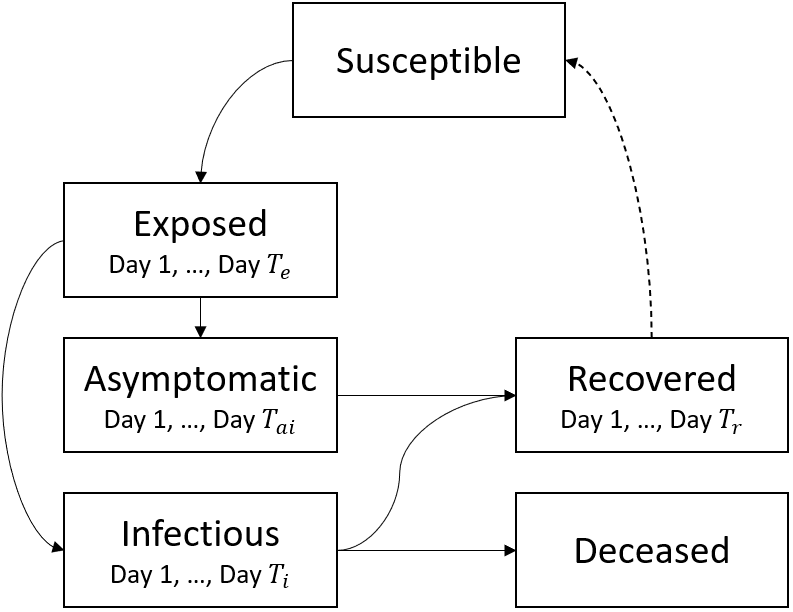 Susceptible
Exposed
Day 1, ..., Day Tₑ
Asymptomatic
Day 1, ..., Day T_ai
Recovered
Day 1, ..., Day Tᵣ
Infectious
Day 1, ..., Day Tᵢ
Deceased